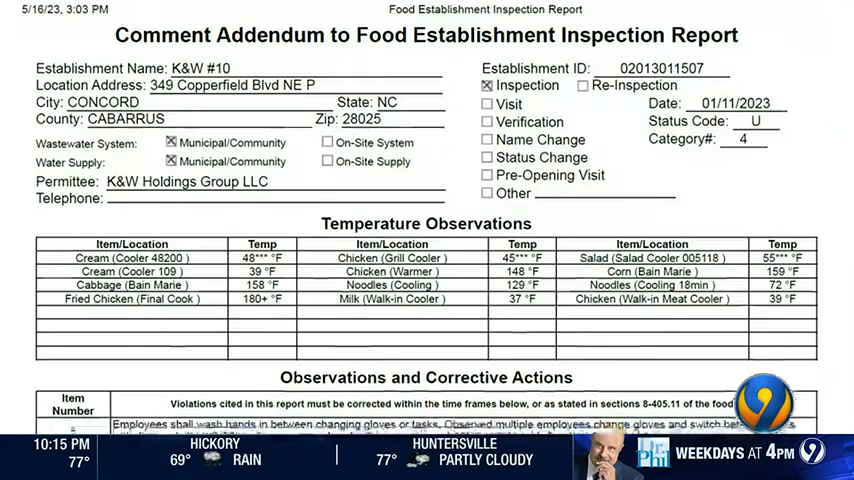 5/16/23, 3:03 PM Food Establishment Inspection Report
Comment Addendum to Food Establishment Inspection Report
Establishment Name: K&W #10 Establishment ID: 02013011507
Location Address: 349 Copperfield Blvd NE P Inspection Re-Inspection
City: CONCORD State: NC Visit Date: 01/11/2023
County: CABARRUS Zip: 28025 Verification Status Code: U
Wastewater System: Municipal/Community On-Site System Name Change Category#: 4
Water Supply: Municipal/Community On-Site Supply Status Change
Permittee: K&W Holdings Group LLC Pre-Opening Visit
Telephone: Other
Temperature Observations
Item/Location Temp Item/Location Temp Item/Location Temp
Cream (Cooler 48200 ) 48*** °F Chicken (Grill Cooler ) 45*** °F Salad (Salad Cooler 005118 ) 55*** °F
Cream (Cooler 109 ) 39 °F Chicken (Warmer ) 148 °F Corn (Bain Marie ) 159 °F
Cabbage (Bain Marie ) 158 °F Noodles (Cooling ) 129 °F Noodles (Cooling 18min ) 72 °F
Fried Chicken (Final Cook ) 180+ °F Milk (Walk-in Cooler ) 37 °F Chicken (Walk-in Meat Cooler ) 39 °F
Observations and Corrective Actions
Item Number Violations cited in this report must be corrected within the time frames below, or as stated in sections 8-405.11 of the food
Employees shall wash hands in between changing gloves or tasks. Observed multiple employees change gloves and switch
9
10:15 PM HICKORY HUNTERSVILLE Dr. Phil WEEKDAYS AT 4PM 9
77° 69° RAIN 77° PARTLY CLOUDY